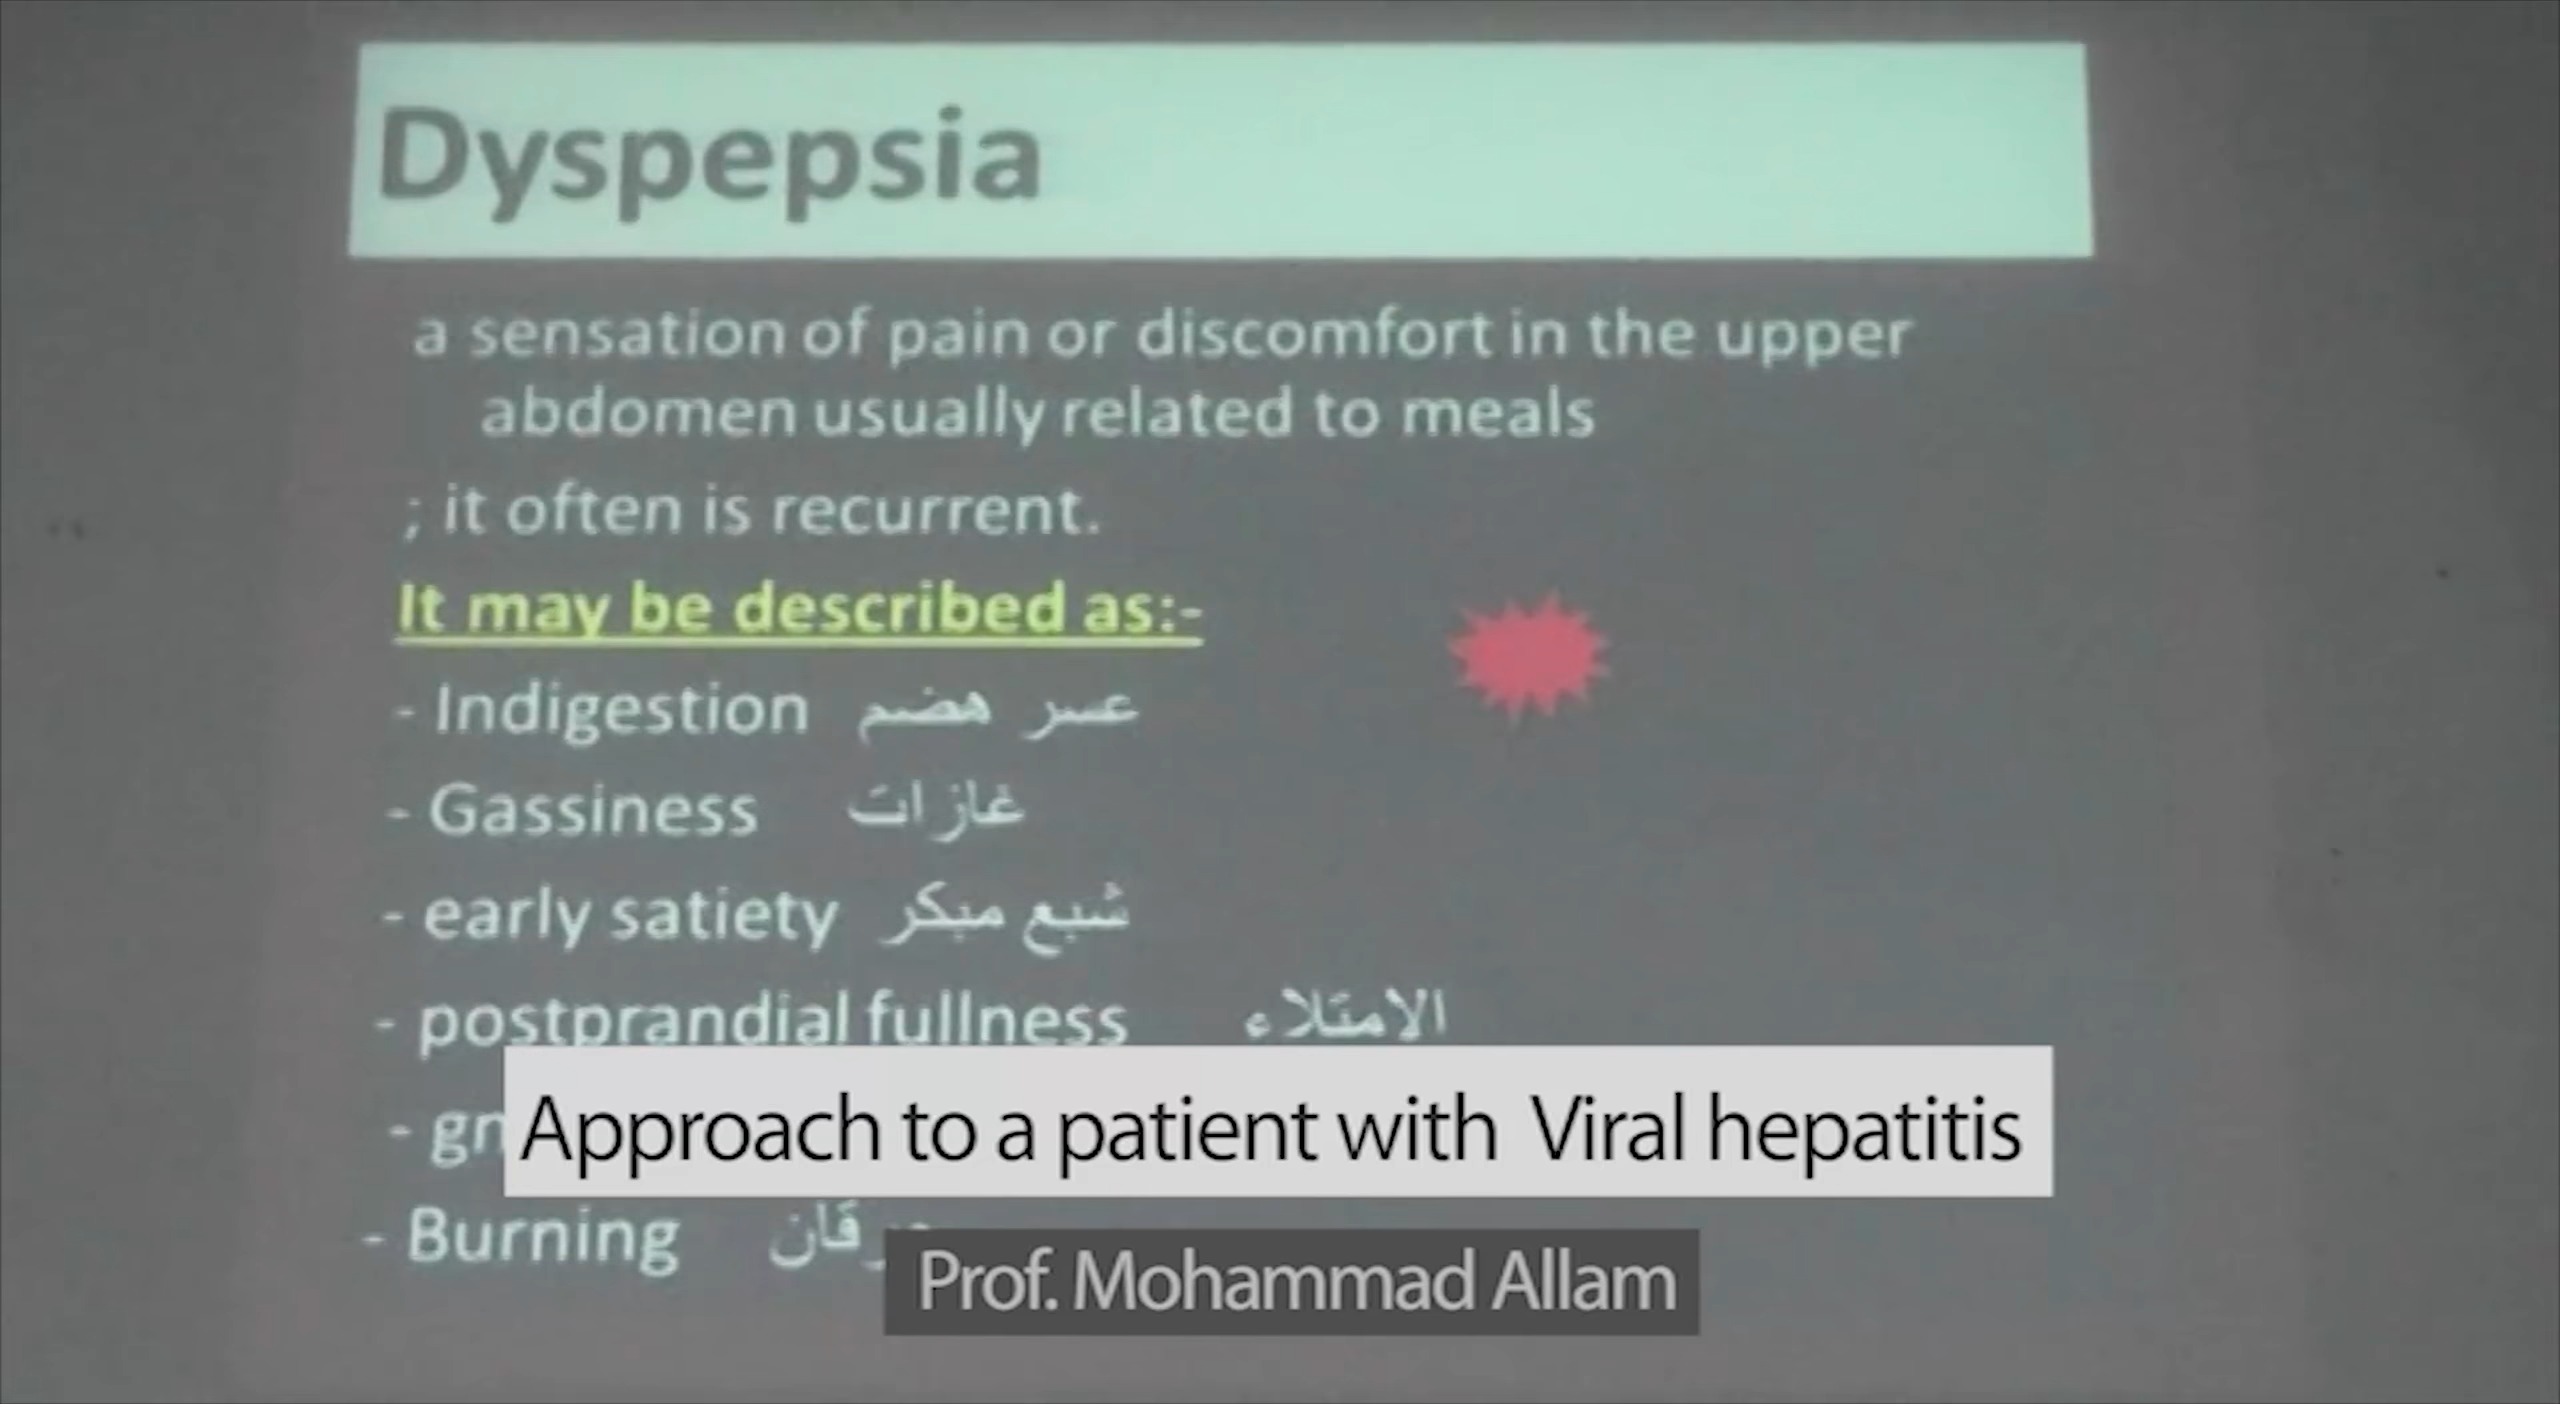 Dyspepsia
a sensation of pain or discomfort in the upper
abdomen usually related to meals
; it often is recurrent.
It may be described as:-
- Indigestion عسر هضم
- Gassiness غازات
- early satiety شبع مبكر
- postprandial fullness الامتلاء
Approach to a patient with Viral hepatitis
- Burning
Prof. Mohammad Allam